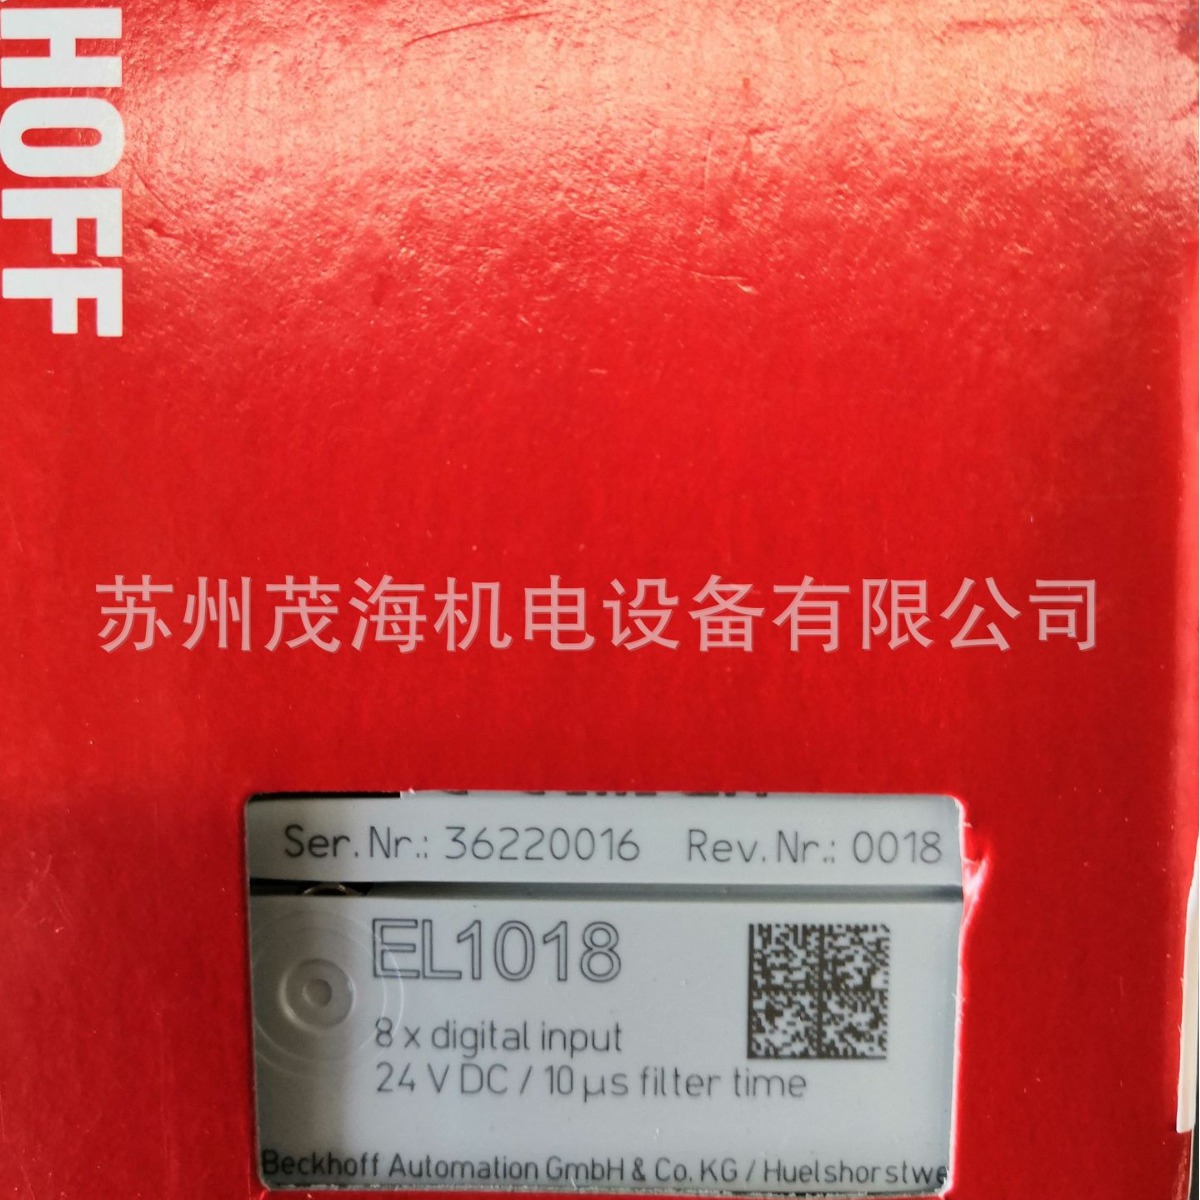 HOFF
苏州茂海机电设备有限公司
Ser.Nr.: 36220016 Rev.Nr.: 0018
EL1018
8 x digital input
24 V DC / 10 µs filter time
Beckhoff Automation GmbH & Co. KG / Huelshorstwe